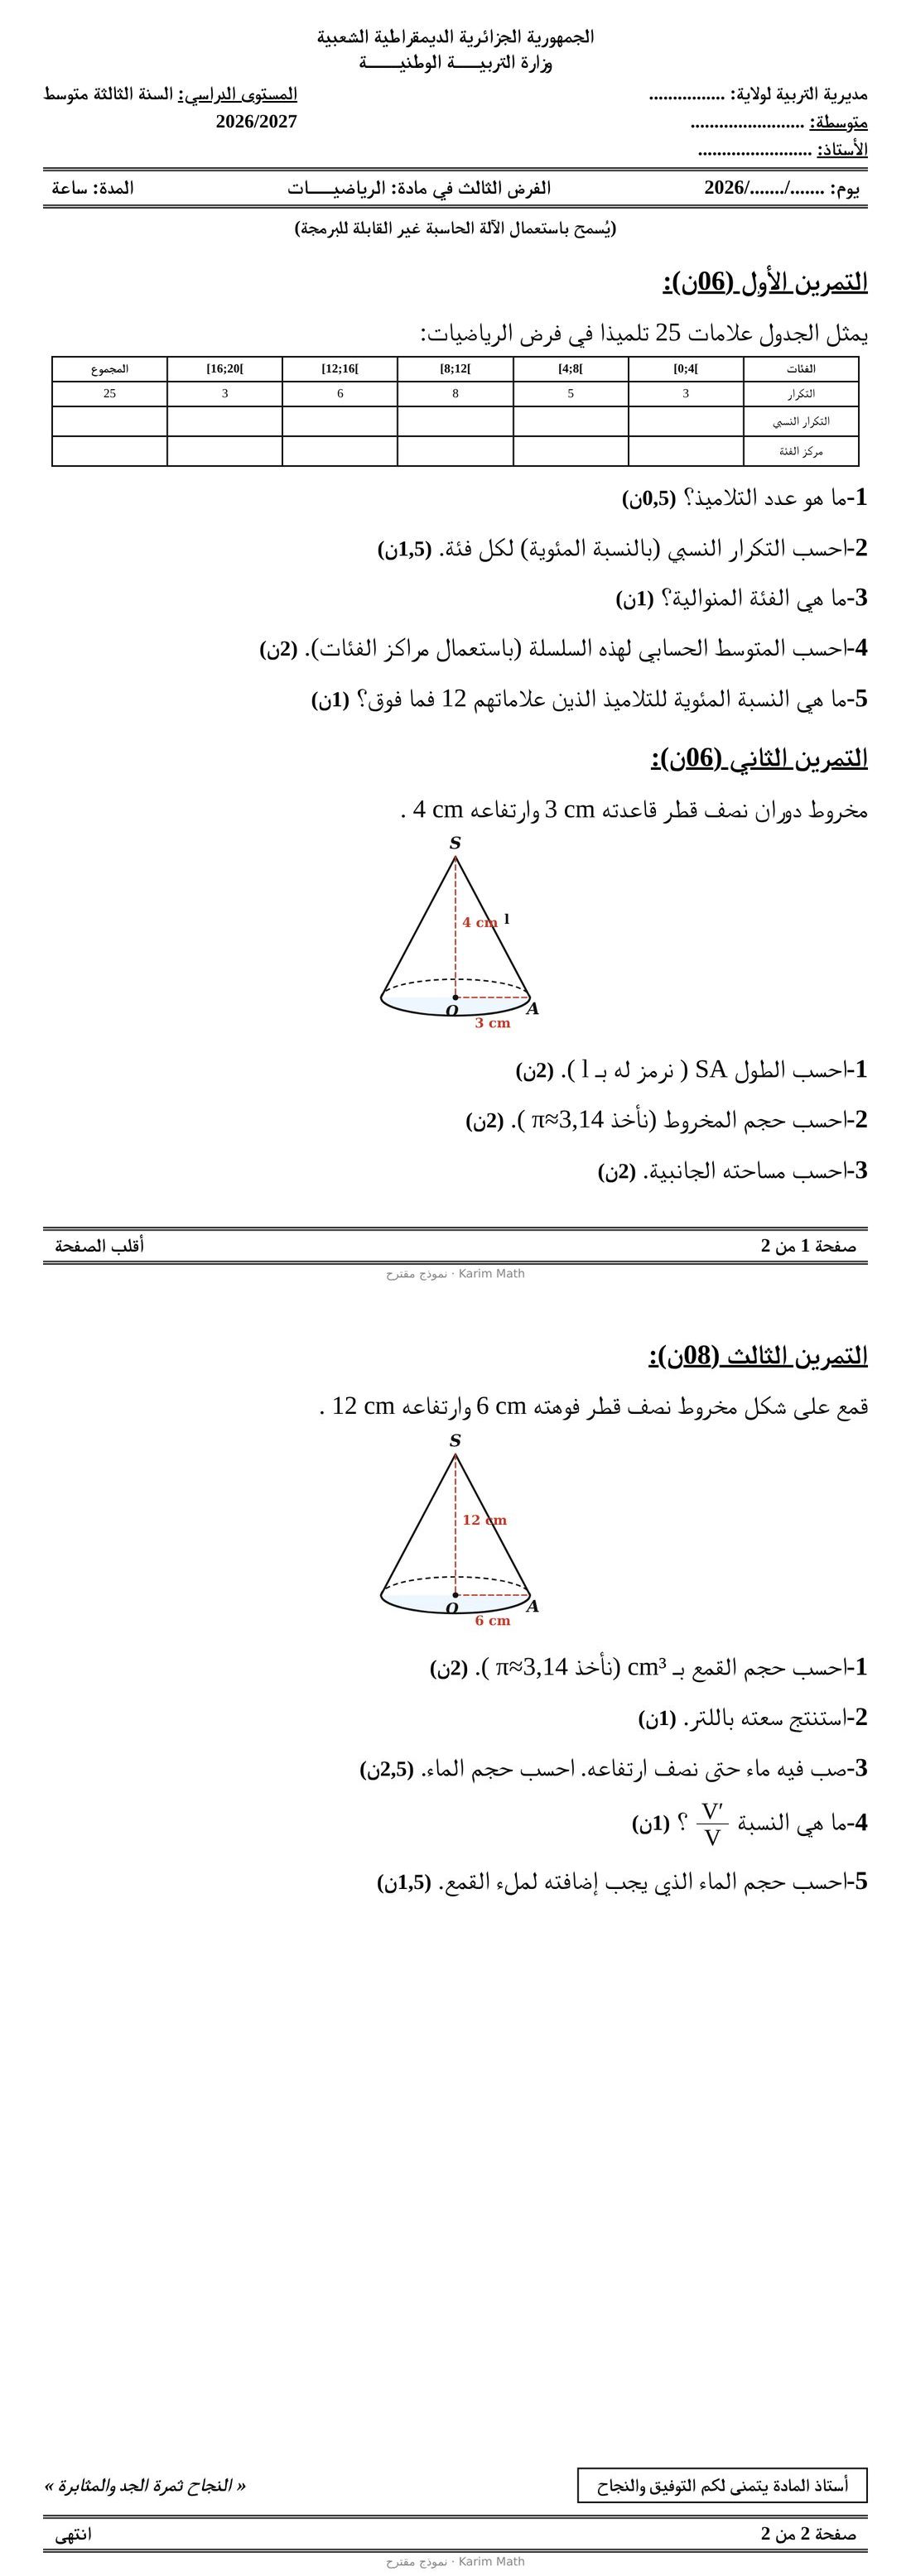 الجمهورية الجزائرية الديمقراطية الشعبية
وزارة التربيـــــة الوطنيــــــة
مديرية التربية لولاية: ................ المستوى الدراسي: السنة الثالثة متوسط
متوسطة: ........................ 2026/2027
الأستاذ: ........................
يوم: ......./......./2026 الفرض الثالث في مادة: الرياضيـــــات المدة: ساعة
(يُسمح باستعمال الآلة الحاسبة غير القابلة للبرمجة)
التمرين الأول (06ن):
يمثل الجدول علامات 25 تلميذا في فرض الرياضيات:
الفئات [0;4[ [4;8[ [8;12[ [12;16[ [16;20[ المجموع
التكرار 3 5 8 6 3 25
التكرار النسبي
مركز الفئة
1-ما هو عدد التلاميذ؟ (0,5ن)
2-احسب التكرار النسبي (بالنسبة المئوية) لكل فئة. (1,5ن)
3-ما هي الفئة المنوالية؟ (1ن)
4-احسب المتوسط الحسابي لهذه السلسلة (باستعمال مراكز الفئات). (2ن)
5-ما هي النسبة المئوية للتلاميذ الذين علاماتهم 12 فما فوق؟ (1ن)
التمرين الثاني (06ن):
مخروط دوران نصف قطر قاعدته 3 cm وارتفاعه 4 cm .
S
4 cm l
O A
3 cm
1-احسب الطول SA ( نرمز له بـ l ). (2ن)
2-احسب حجم المخروط (نأخذ π≈3,14 ). (2ن)
3-احسب مساحته الجانبية. (2ن)
صفحة 1 من 2 أقلب الصفحة
نموذج مقترح · Karim Math
التمرين الثالث (08ن):
قمع على شكل مخروط نصف قطر فوهته 6 cm وارتفاعه 12 cm .
S
12 cm
O A
6 cm
1-احسب حجم القمع بـ cm³ (نأخذ π≈3,14 ). (2ن)
2-استنتج سعته باللتر. (1ن)
3-صب فيه ماء حتى نصف ارتفاعه. احسب حجم الماء. (2,5ن)
4-ما هي النسبة V′/V ؟ (1ن)
5-احسب حجم الماء الذي يجب إضافته لملء القمع. (1,5ن)
أستاذ المادة يتمنى لكم التوفيق والنجاح « النجاح ثمرة الجد والمثابرة »
صفحة 2 من 2 انتهى
نموذج مقترح · Karim Math